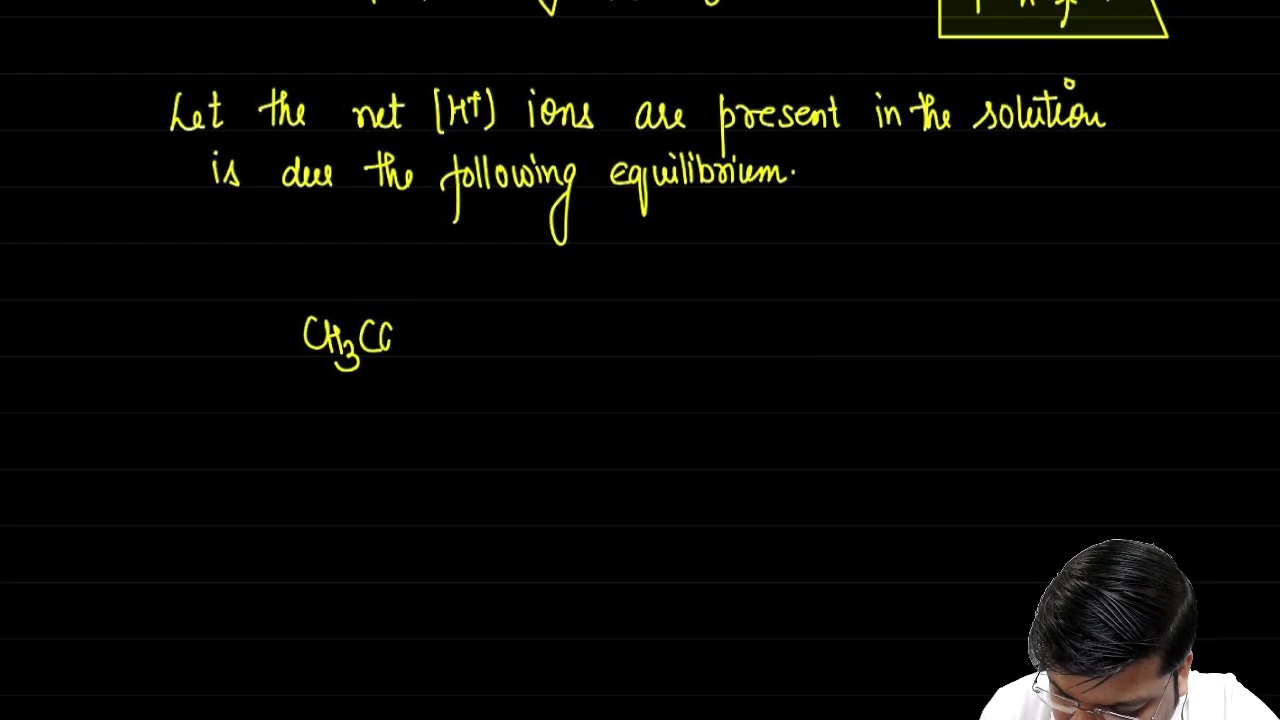 Let the net [H+] ions are present in the solution
is due the following equilibrium.
CH3CO